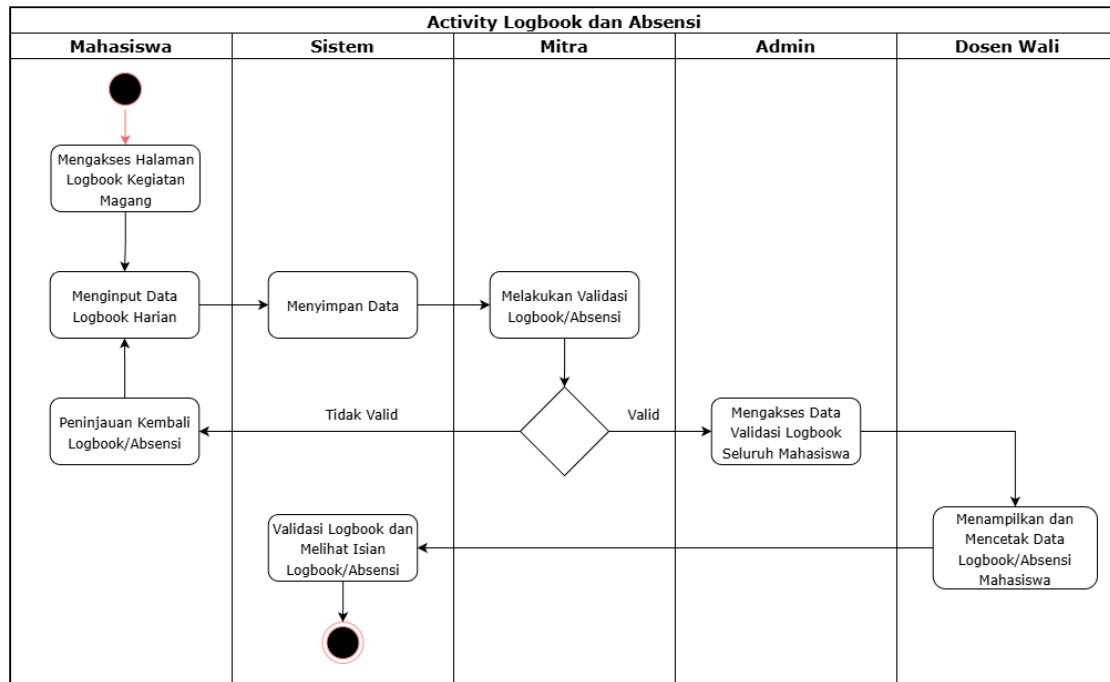 Activity Logbook dan Absensi
Mahasiswa
Sistem
Mitra
Admin
Dosen Wali
Mengakses Halaman
Logbook Kegiatan
Magang
Menginput Data
Logbook Harian
Menyimpan Data
Melakukan Validasi
Logbook/Absensi
Peninjauan Kembali
Logbook/Absensi
Tidak Valid
Valid
Mengakses Data
Validasi Logbook
Seluruh Mahasiswa
Validasi Logbook dan
Melihat Isian
Logbook/Absensi
Menampilkan dan
Mencetak Data
Logbook/Absensi
Mahasiswa